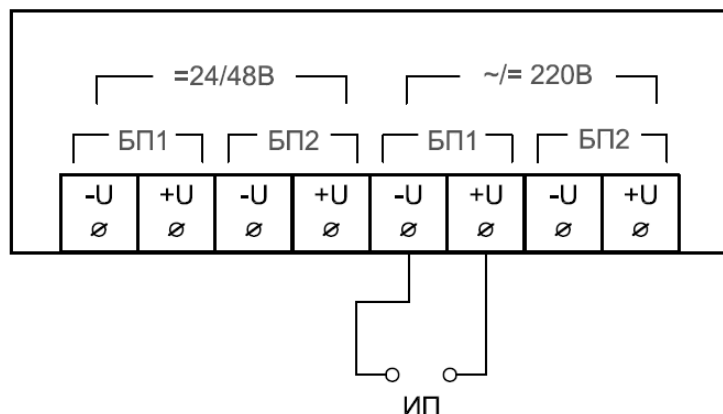 =24/48В ~/= 220В
БП1 БП2 БП1 БП2
-U +U -U +U -U +U -U +U
⌀ ⌀ ⌀ ⌀ ⌀ ⌀ ⌀ ⌀
ИП